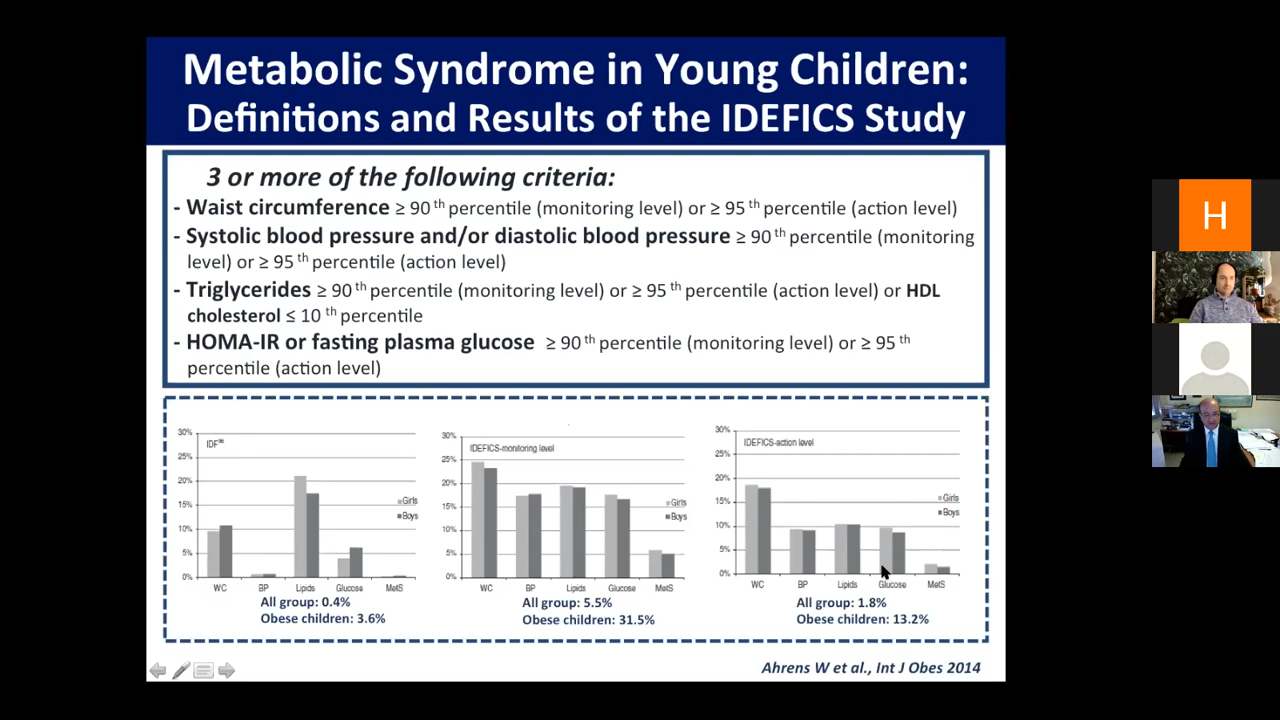 Metabolic Syndrome in Young Children:
Definitions and Results of the IDEFICS Study
3 or more of the following criteria:
- Waist circumference ≥ 90 th percentile (monitoring level) or ≥ 95 th percentile (action level)
- Systolic blood pressure and/or diastolic blood pressure ≥ 90 th percentile (monitoring
level) or ≥ 95 th percentile (action level)
- Triglycerides ≥ 90 th percentile (monitoring level) or ≥ 95 th percentile (action level) or HDL
cholesterol ≤ 10 th percentile
- HOMA-IR or fasting plasma glucose ≥ 90 th percentile (monitoring level) or ≥ 95 th
percentile (action level)
30%
25%
20%
15%
10%
5%
0%
IDF
Girls
Boys
WC BP Lipids Glucose MetS
All group: 0.4%
Obese children: 3.6%
30%
25%
20%
15%
10%
5%
0%
IDEFICS-monitoring level
Girls
Boys
WC BP Lipids Glucose MetS
All group: 5.5%
Obese children: 31.5%
30%
25%
20%
15%
10%
5%
0%
IDEFICS-action level
Girls
Boys
WC BP Lipids Glucose MetS
All group: 1.8%
Obese children: 13.2%
Ahrens W et al., Int J Obes 2014
H